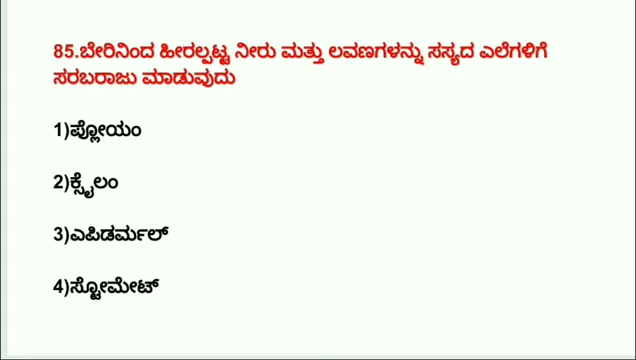 85.ಬೇರಿನಿಂದ ಹೀರಲ್ಪಟ್ಟ ನೀರು ಮತ್ತು ಲವಣಗಳನ್ನು ಸಸ್ಯದ ಎಲೆಗಳಿಗೆ
ಸರಬರಾಜು ಮಾಡುವುದು
1)ಪ್ಲೋಯಂ
2)ಕ್ಸೈಲಂ
3)ಎಪಿಡರ್ಮಲ್
4)ಸ್ಟೋಮೇಟ್